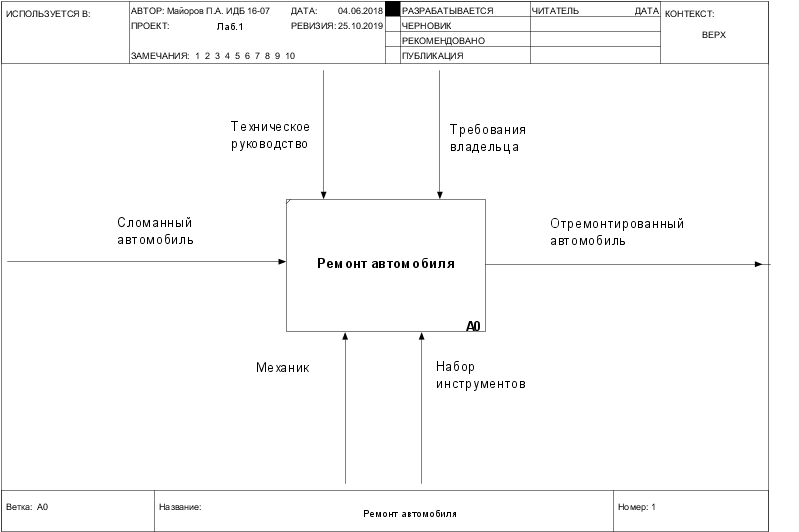 ИСПОЛЬЗУЕТСЯ В:
АВТОР: Майоров П.А. ИДБ 16-07
ДАТА: 04.06.2018
ПРОЕКТ: Лаб.1
РЕВИЗИЯ: 25.10.2019
ЗАМЕЧАНИЯ: 1 2 3 4 5 6 7 8 9 10
РАЗРАБАТЫВАЕТСЯ
ЧЕРНОВИК
РЕКОМЕНДОВАНО
ПУБЛИКАЦИЯ
ЧИТАТЕЛЬ ДАТА
КОНТЕКСТ:
ВЕРХ
Техническое
руководство
Требования
владельца
Сломанный
автомобиль
Ремонт автомобиля
A0
Отремонтированный
автомобиль
Механик
Набор
инструментов
Ветка: A0
Название:
Ремонт автомобиля
Номер: 1